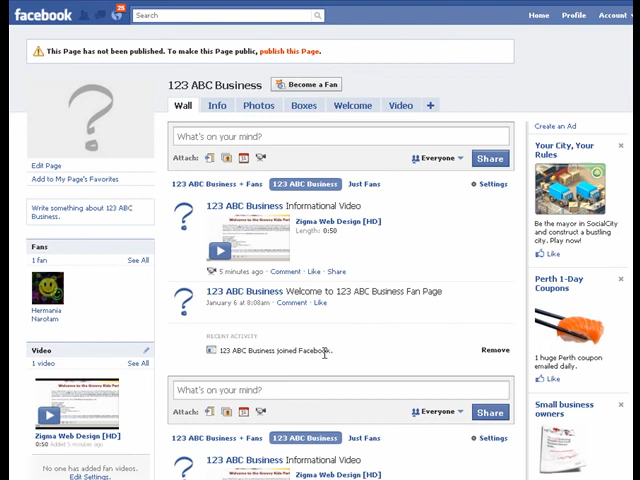 facebook
25
Search
Home Profile Account
This Page has not been published. To make this Page public, publish this Page.
123 ABC Business
Become a Fan
Wall Info Photos Boxes Welcome Video +
What's on your mind?
Attach:
Everyone
Share
123 ABC Business + Fans 123 ABC Business Just Fans Settings
123 ABC Business Informational Video
Zigma Web Design [HD]
Length: 0:50
5 minutes ago · Comment · Like · Share
123 ABC Business Welcome to 123 ABC Business Fan Page
January 6 at 8:08am · Comment · Like
RECENT ACTIVITY
123 ABC Business joined Facebook.
Remove
What's on your mind?
Attach:
Everyone
Share
123 ABC Business + Fans 123 ABC Business Just Fans Settings
123 ABC Business Informational Video
Zigma Web Design [HD]
Edit Page
Add to My Page's Favorites
Write something about 123 ABC
Business.
Fans
1 fan See All
Hermania
Narotam
Video
1 video See All
Zigma Web Design [HD]
0:50 Added 5 minutes ago
No one has added fan videos.
Edit Settings.
Create an Ad
Your City, Your
Rules
Be the mayor in SocialCity
and construct a bustling
city. Play now!
Like
Perth 1-Day
Coupons
1 huge Perth coupon
emailed daily.
Like
Small business
owners